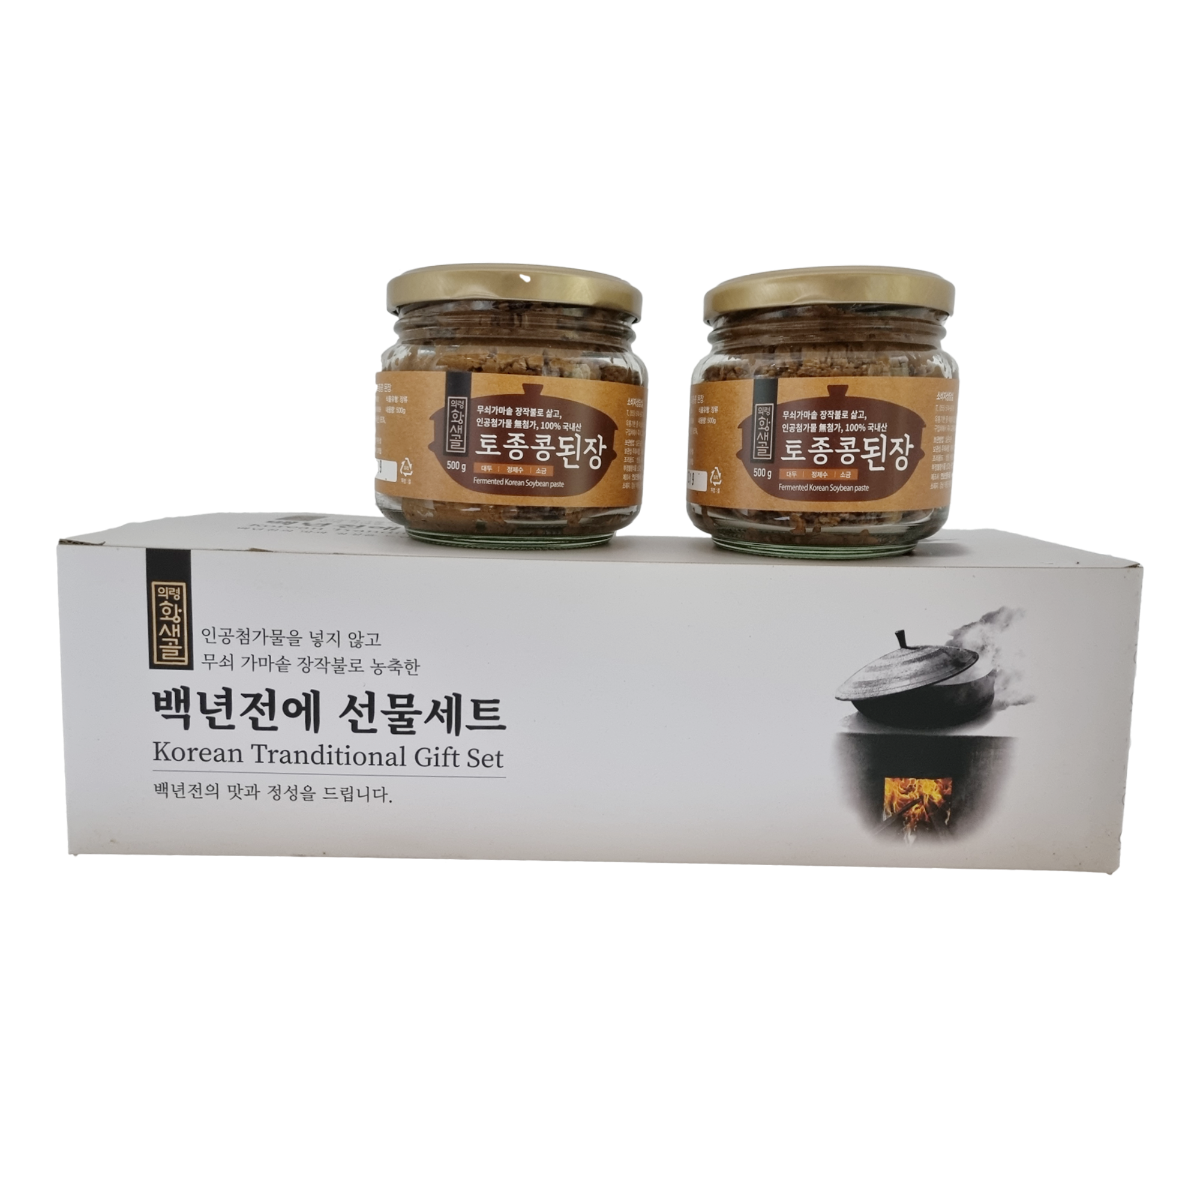 의령
황새골
무쇠가마솥 장작불로 삶고,
인공첨가물 無첨가, 100% 국내산
토종콩된장
500 g
대두 | 정제수 | 소금
Fermented Korean Soybean paste
의령
황새골
무쇠가마솥 장작불로 삶고,
인공첨가물 無첨가, 100% 국내산
토종콩된장
500 g
대두 | 정제수 | 소금
Fermented Korean Soybean paste
의령
황새골
인공첨가물을 넣지 않고
무쇠 가마솥 장작불로 농축한
백년전에 선물세트
Korean Tranditional Gift Set
백년전의 맛과 정성을 드립니다.